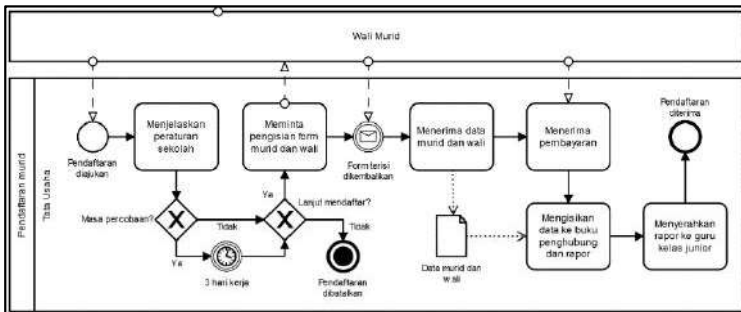 Wali Murid
Pendaftaran murid
Tata Usaha
Pendaftaran
diajukan
Menjelaskan
peraturan
sekolah
Meminta
pengisian form
murid dan wali
Form terisi
dikembalikan
Menerima data
murid dan wali
Menerima
pembayaran
Pendaftaran
diterima
Masa percobaan?
Tidak
Ya
3 hari kerja
Ya
Lanjut mendaftar?
Tidak
Pendaftaran
dibatalkan
Data murid dan
wali
Mengisikan
data ke buku
penghubung
dan rapor
Menyerahkan
rapor ke guru
kelas junior